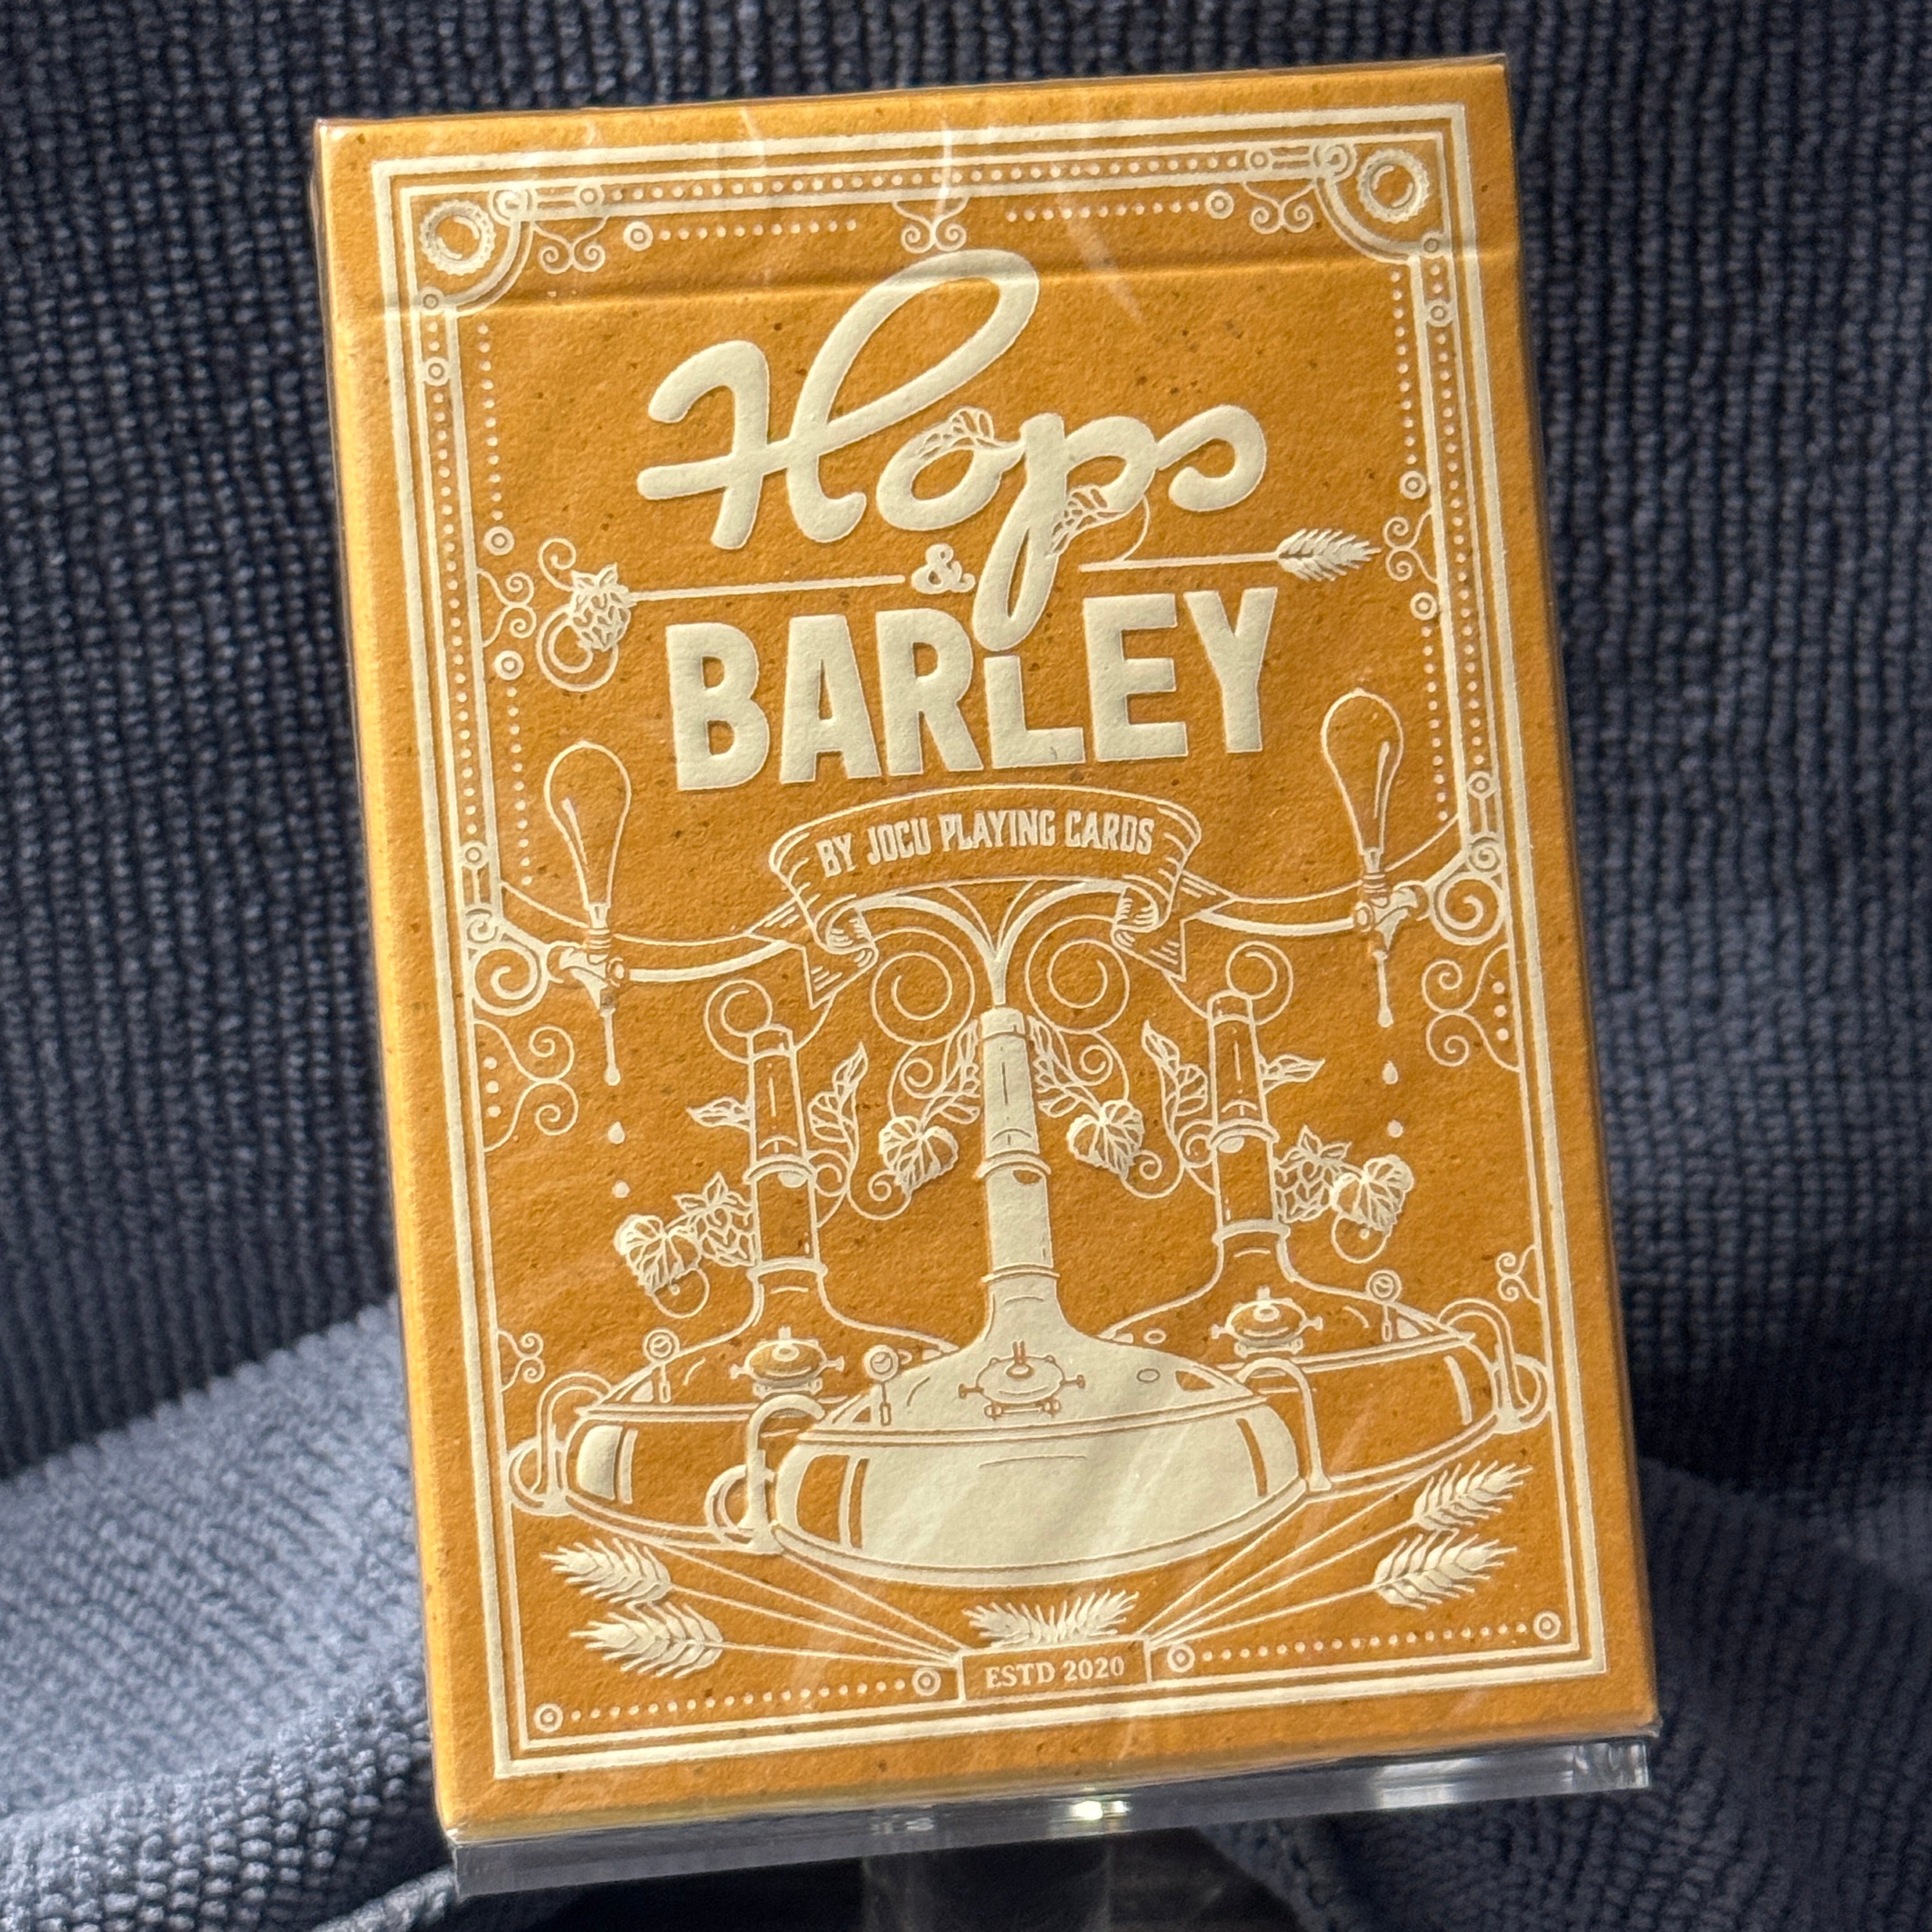 Hops
&
BARLEY
BY JOCU PLAYING CARDS
ESTD 2020